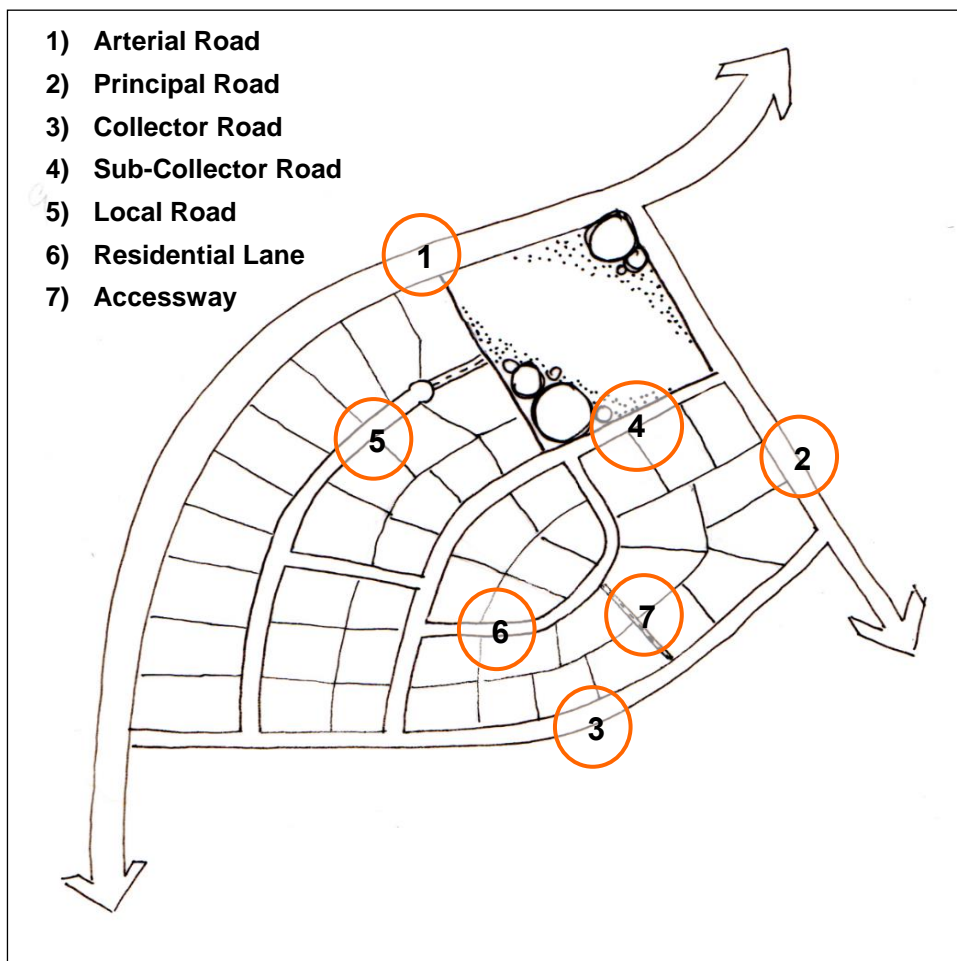 1) Arterial Road
2) Principal Road
3) Collector Road
4) Sub-Collector Road
5) Local Road
6) Residential Lane
7) Accessway
1
5
4
2
7
6
3